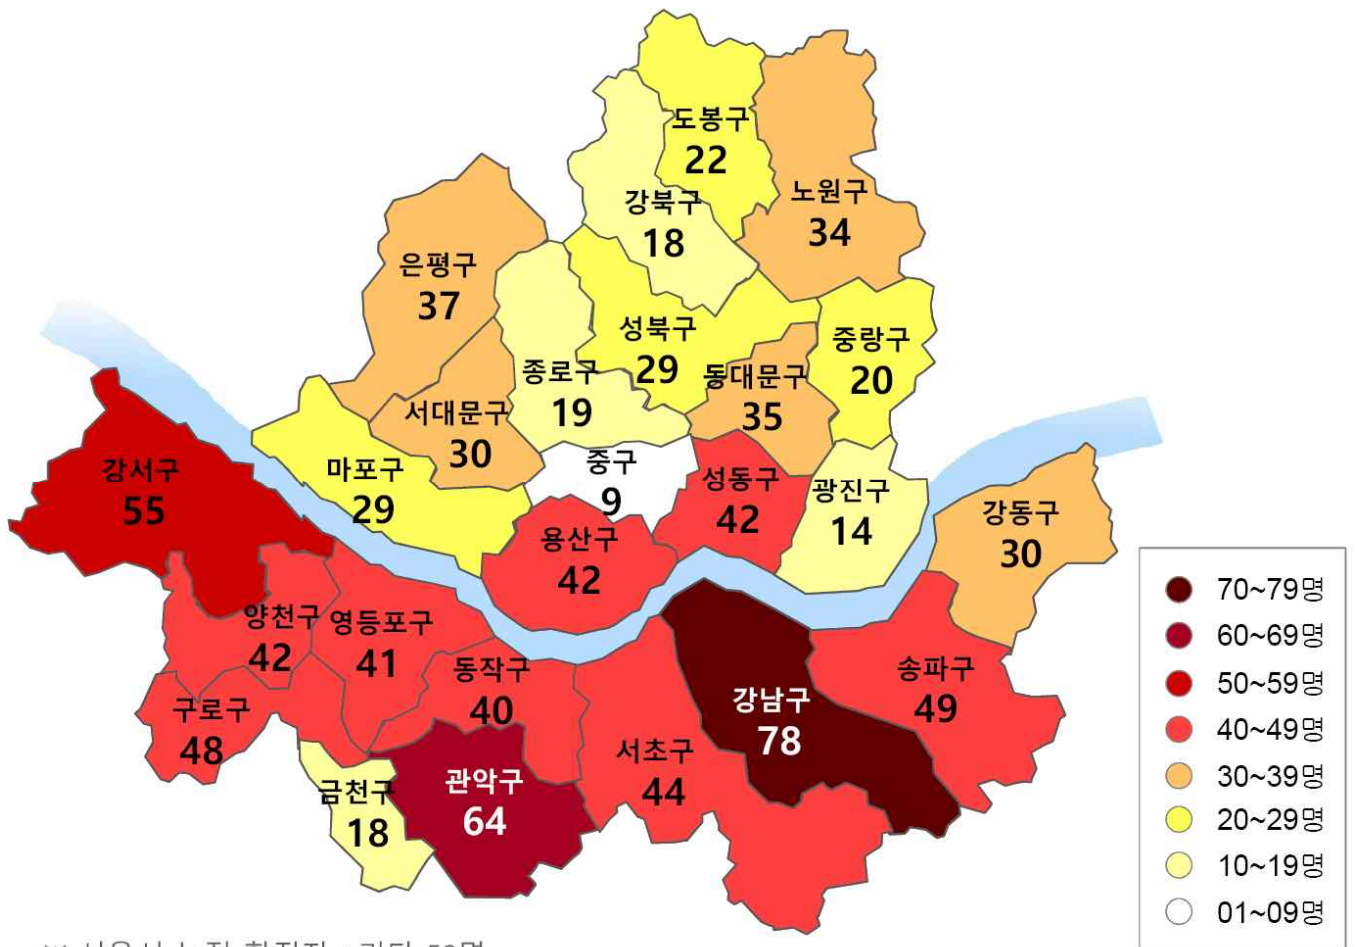 도봉구
22
노원구
34
강북구
18
은평구
37
성북구
29
중랑구
20
종로구
19
동대문구
35
서대문구
30
중구
9
마포구
29
강서구
55
성동구
42
광진구
14
강동구
30
용산구
42
양천구
42
영등포구
41
동작구
40
송파구
49
구로구
48
강남구
78
서초구
44
관악구
64
금천구
18
70~79명
60~69명
50~59명
40~49명
30~39명
20~29명
10~19명
01~09명